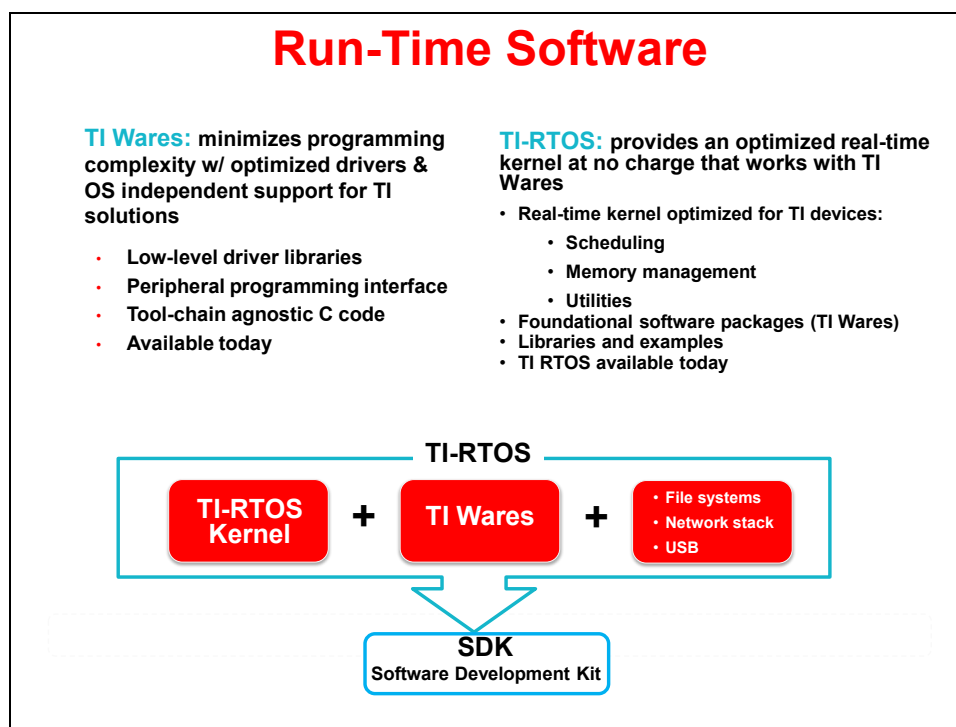 Run-Time Software
TI Wares: minimizes programming
complexity w/ optimized drivers &
OS independent support for TI
solutions
• Low-level driver libraries
• Peripheral programming interface
• Tool-chain agnostic C code
• Available today
TI-RTOS: provides an optimized real-time
kernel at no charge that works with TI
Wares
• Real-time kernel optimized for TI devices:
• Scheduling
• Memory management
• Utilities
• Foundational software packages (TI Wares)
• Libraries and examples
• TI RTOS available today
TI-RTOS
TI-RTOS
Kernel
+
TI Wares
+
• File systems
• Network stack
• USB
SDK
Software Development Kit